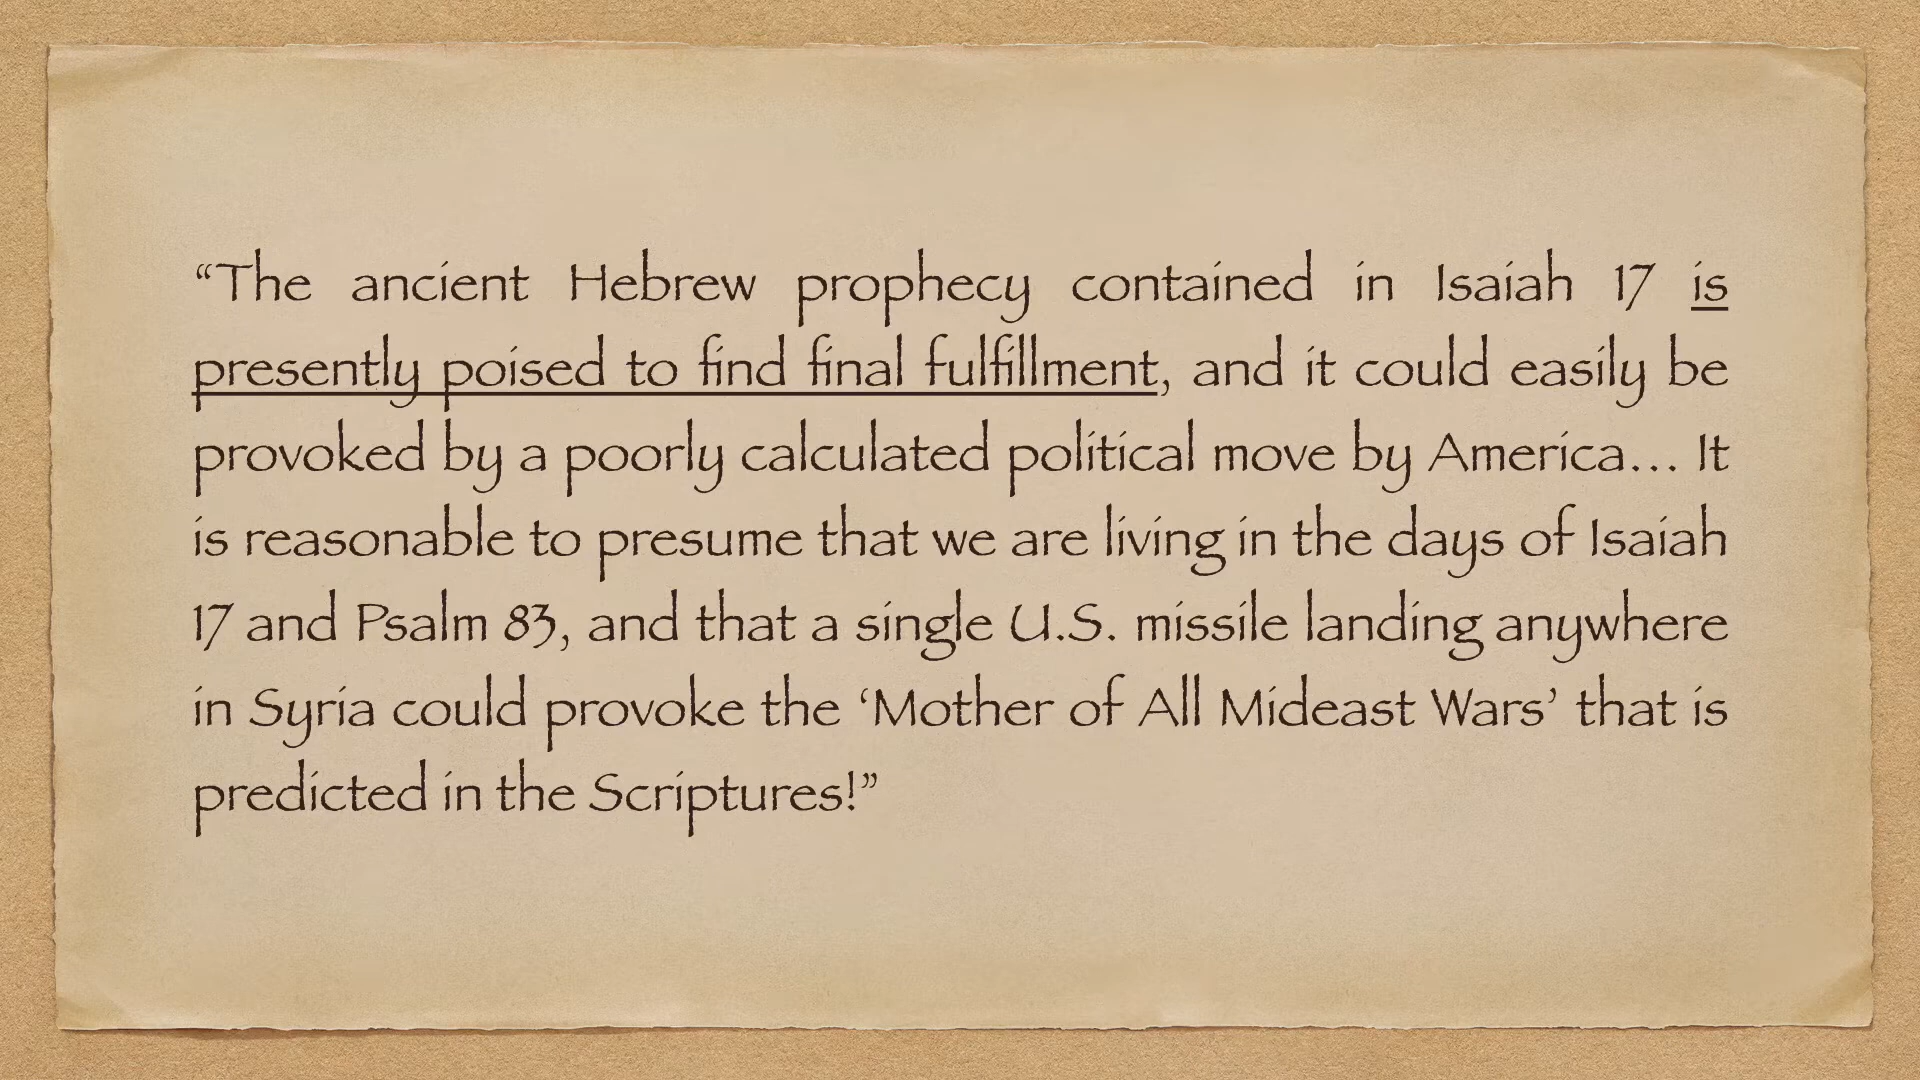 “The ancient Hebrew prophecy contained in Isaiah 17 is
presently poised to find final fulfillment, and it could easily be
provoked by a poorly calculated political move by America… It
is reasonable to presume that we are living in the days of Isaiah
17 and Psalm 83, and that a single U.S. missile landing anywhere
in Syria could provoke the ‘Mother of All Mideast Wars’ that is
predicted in the Scriptures!”